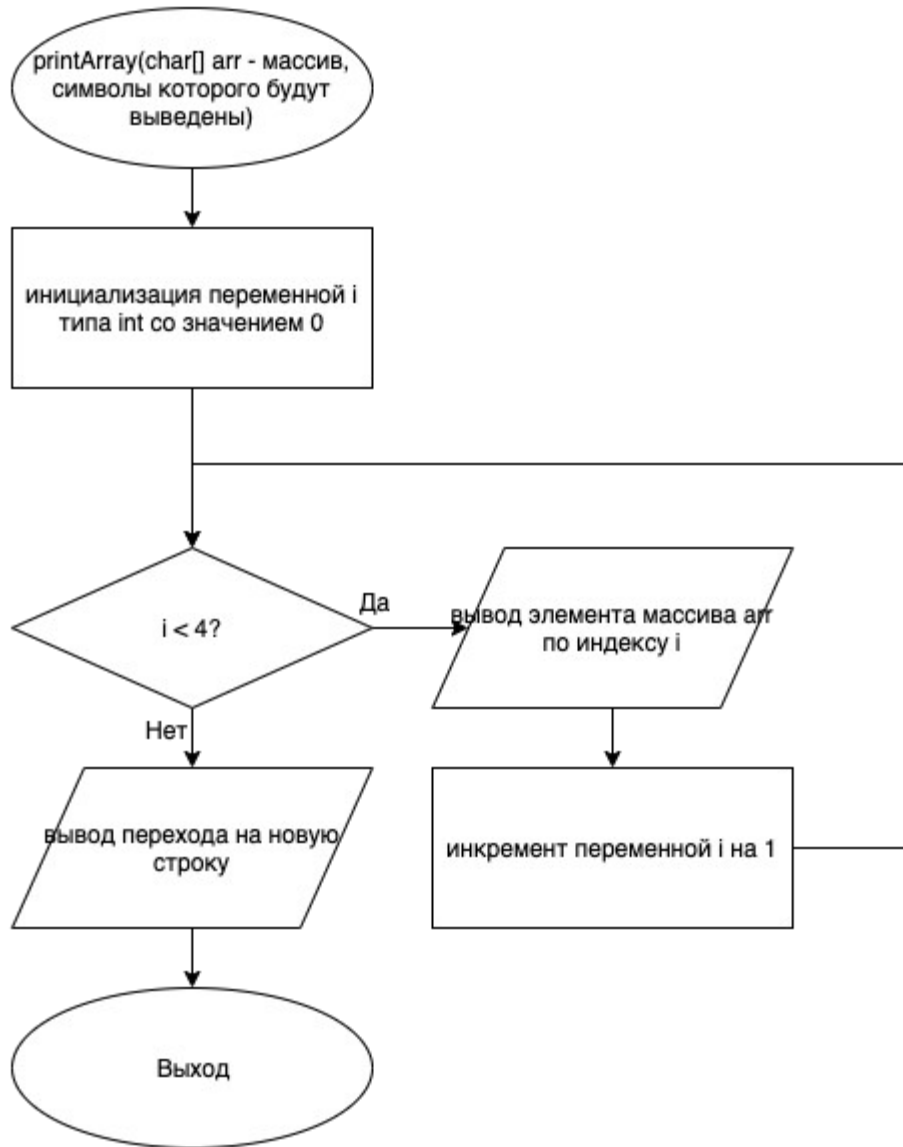 printArray(char[] arr - массив,
символы которого будут
выведены)
инициализация переменной i
типа int со значением 0
i < 4?
Да
вывод элемента массива arr
по индексу i
Нет
вывод перехода на новую
строку
инкремент переменной i на 1
Выход